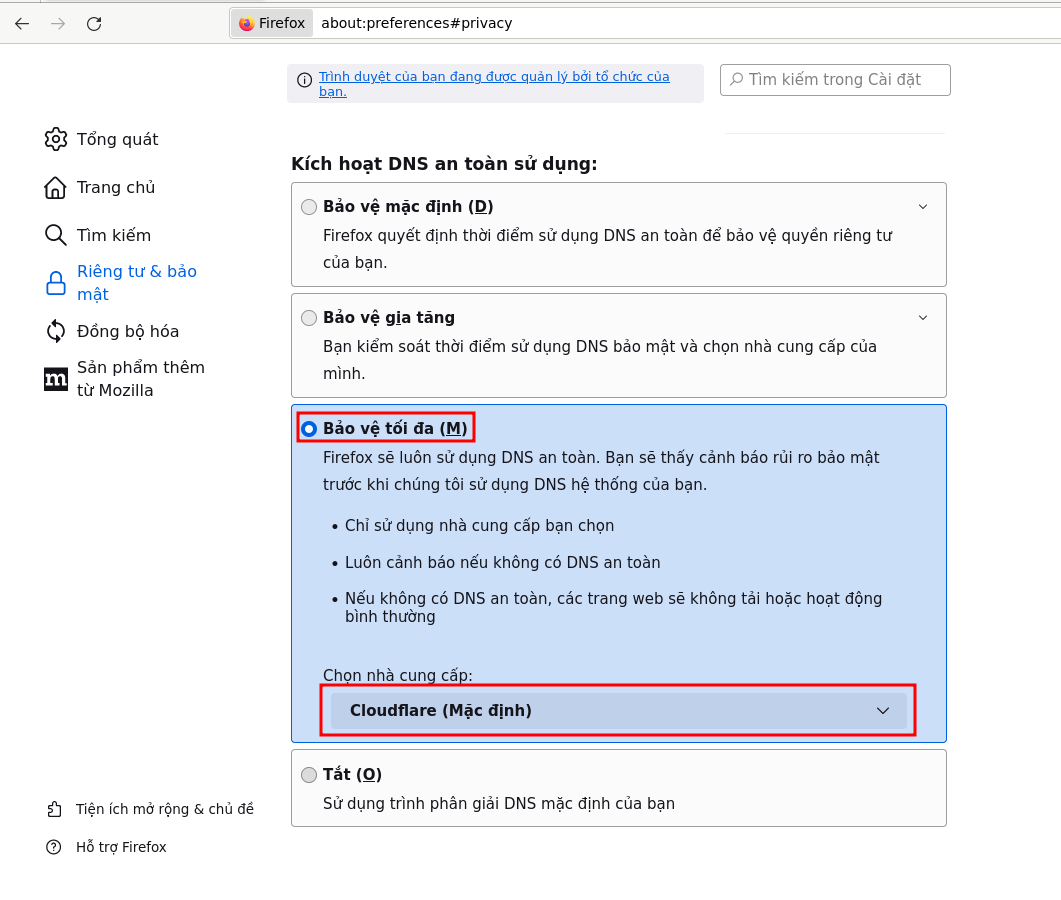 Firefox about:preferences#privacy
Trình duyệt của bạn đang được quản lý bởi tổ chức của
bạn.
Tìm kiếm trong Cài đặt
Tổng quát
Trang chủ
Tìm kiếm
Riêng tư & bảo
mật
Đồng bộ hóa
m
Sản phẩm thêm
từ Mozilla
Tiện ích mở rộng & chủ đề
Hỗ trợ Firefox
Kích hoạt DNS an toàn sử dụng:
Bảo vệ mặc định (D)
Firefox quyết định thời điểm sử dụng DNS an toàn để bảo vệ quyền riêng tư
của bạn.
Bảo vệ gia tăng
Bạn kiểm soát thời điểm sử dụng DNS bảo mật và chọn nhà cung cấp của
mình.
Bảo vệ tối đa (M)
Firefox sẽ luôn sử dụng DNS an toàn. Bạn sẽ thấy cảnh báo rủi ro bảo mật
trước khi chúng tôi sử dụng DNS hệ thống của bạn.
• Chỉ sử dụng nhà cung cấp bạn chọn
• Luôn cảnh báo nếu không có DNS an toàn
• Nếu không có DNS an toàn, các trang web sẽ không tải hoặc hoạt động
bình thường
Chọn nhà cung cấp:
Cloudflare (Mặc định)
Tắt (O)
Sử dụng trình phân giải DNS mặc định của bạn